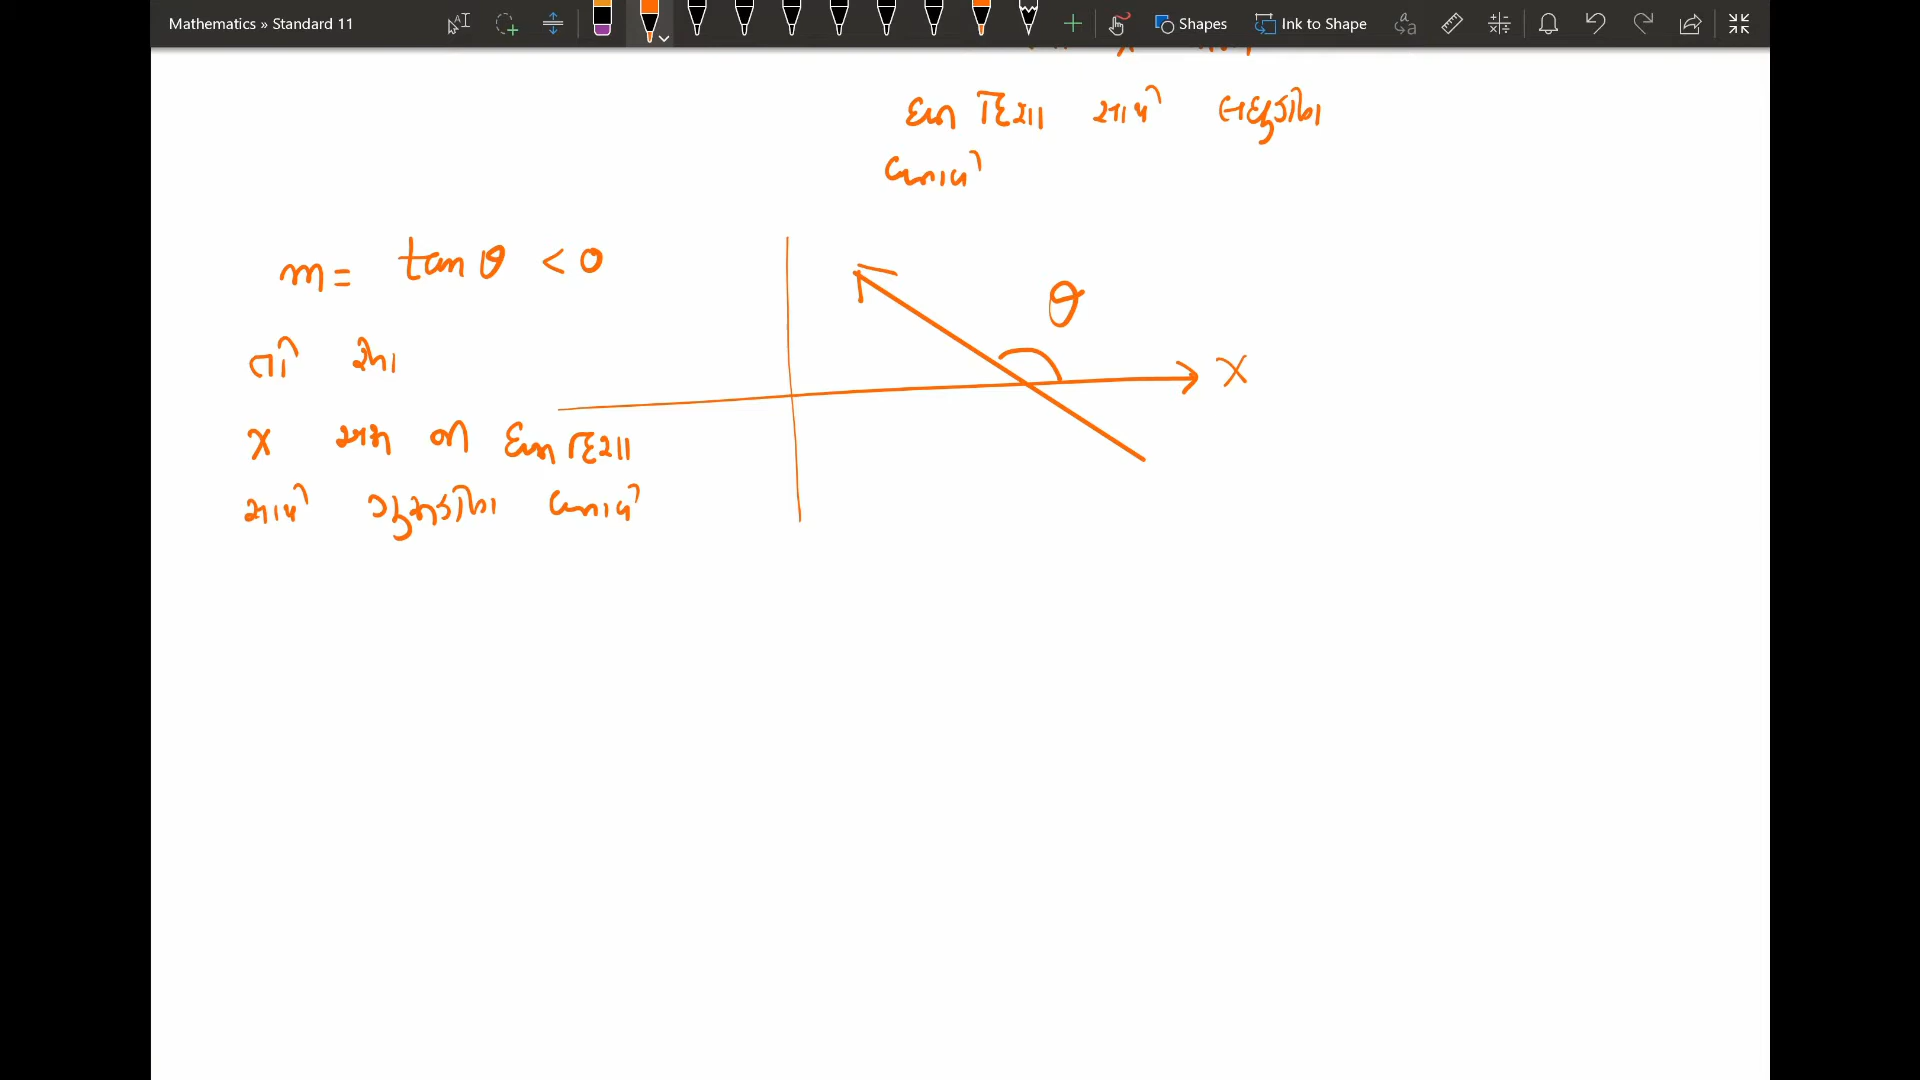 Mathematics » Standard 11
Shapes
Ink to Shape
ધન દિશા સાથે લઘુકોણ
બનાવે
m = tan θ < 0
તો રેખા
x અક્ષ ની ધન દિશા
સાથે ગુરુકોણ બનાવે
θ
X